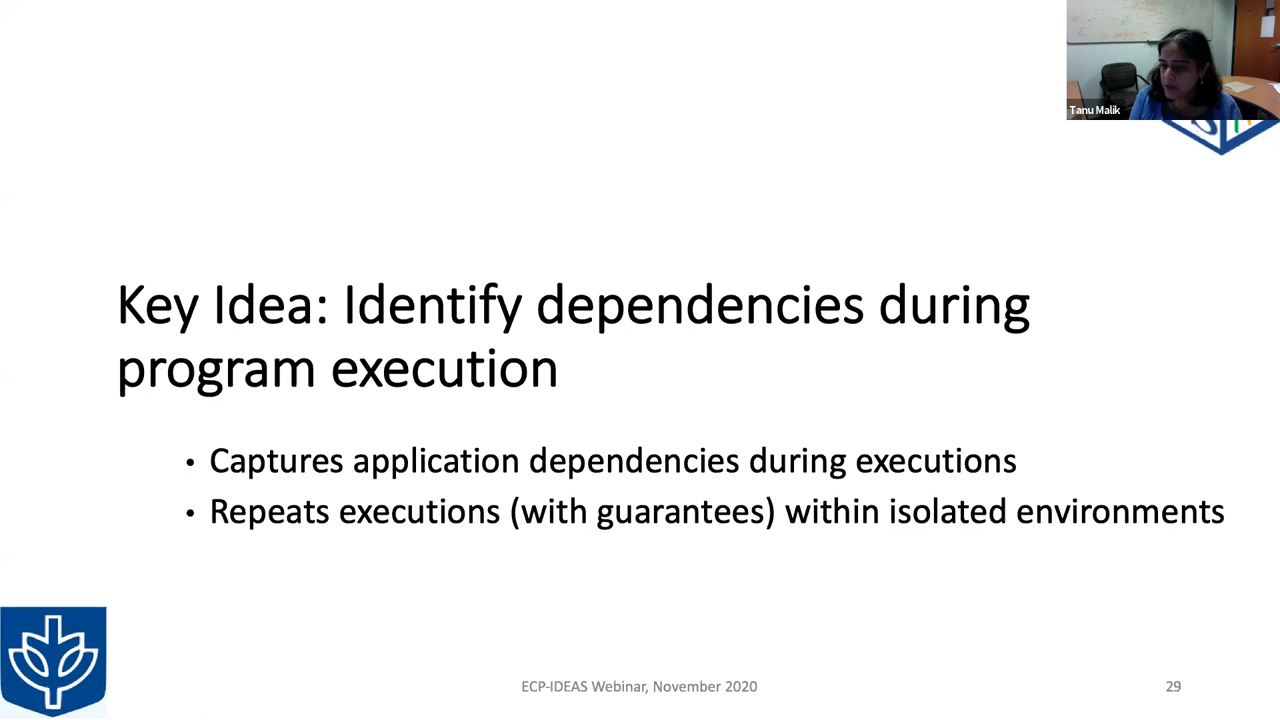 Tanu Malik
Key Idea: Identify dependencies during
program execution
• Captures application dependencies during executions
• Repeats executions (with guarantees) within isolated environments
ECP-IDEAS Webinar, November 2020
29